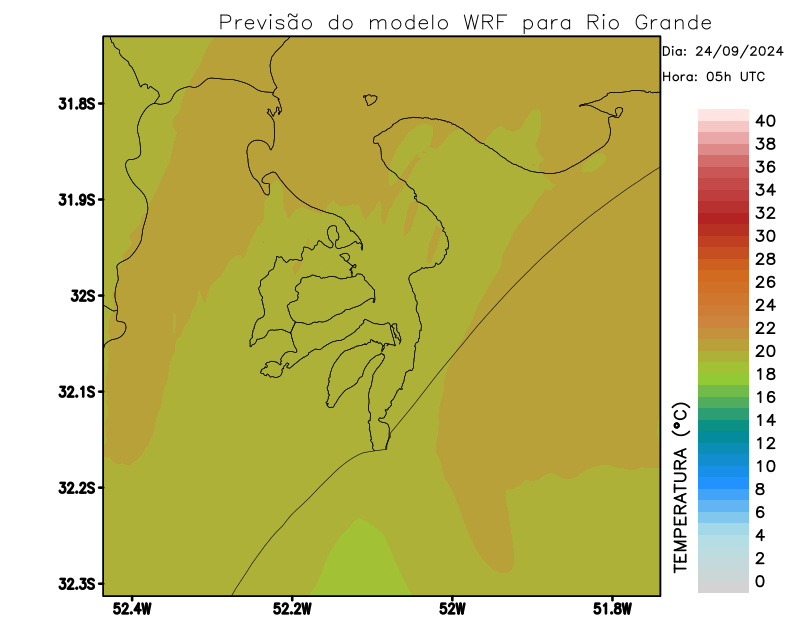 Previsão do modelo WRF para Rio Grande
Dia: 24/09/2024
Hora: 05h UTC
31.8S
31.9S
32S
32.1S
32.2S
32.3S
52.4W
52.2W
52W
51.8W
TEMPERATURA (°C)
40
38
36
34
32
30
28
26
24
22
20
18
16
14
12
10
8
6
4
2
0